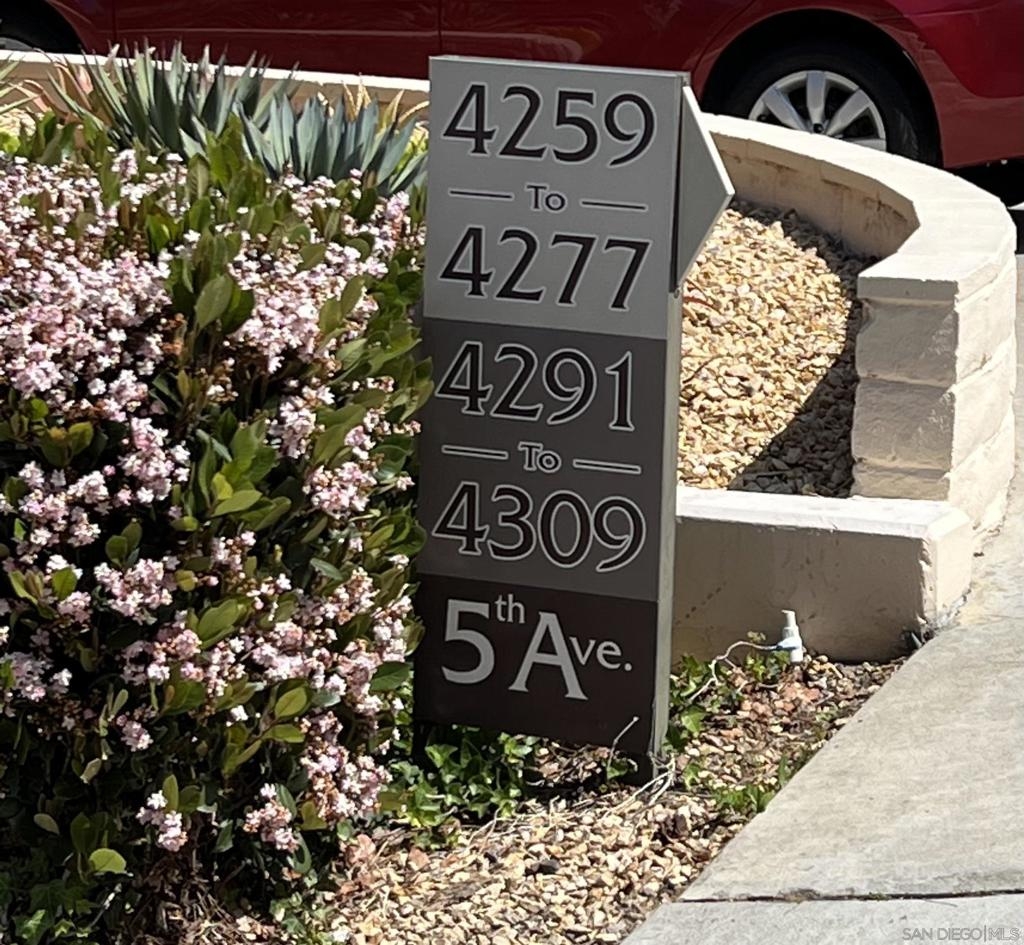 4259
To
4277
4291
To
4309
5th Ave.
SAN DIEGO|MLS